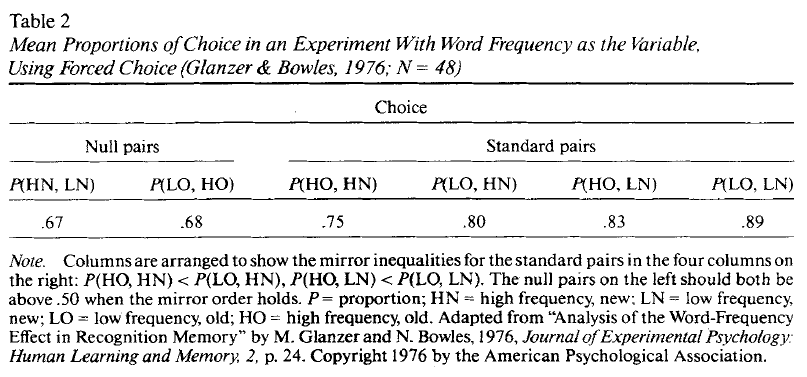 Table 2
Mean Proportions of Choice in an Experiment With Word Frequency as the Variable,
Using Forced Choice (Glanzer & Bowles, 1976; N = 48)
Choice
Null pairs Standard pairs
P(HN, LN) P(LO, HO) P(HO, HN) P(LO, HN) P(HO, LN) P(LO, LN)
.67 .68 .75 .80 .83 .89
Note. Columns are arranged to show the mirror inequalities for the standard pairs in the four columns on
the right: P(HO, HN) < P(LO, HN), P(HO, LN) < P(LO, LN). The null pairs on the left should both be
above .50 when the mirror order holds. P = proportion; HN = high frequency, new; LN = low frequency,
new; LO = low frequency, old; HO = high frequency, old. Adapted from "Analysis of the Word-Frequency
Effect in Recognition Memory" by M. Glanzer and N. Bowles, 1976, Journal of Experimental Psychology:
Human Learning and Memory, 2, p. 24. Copyright 1976 by the American Psychological Association.